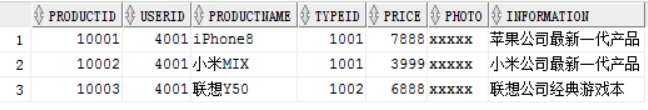 PRODUCTID USERID PRODUCTNAME TYPEID PRICE PHOTO INFORMATION
1 10001 4001 iPhone8 1001 7888 xxxxx 苹果公司最新一代产品
2 10002 4001 小米MIX 1001 3999 xxxxx 小米公司最新一代产品
3 10003 4001 联想Y50 1002 6888 xxxxx 联想公司经典游戏本